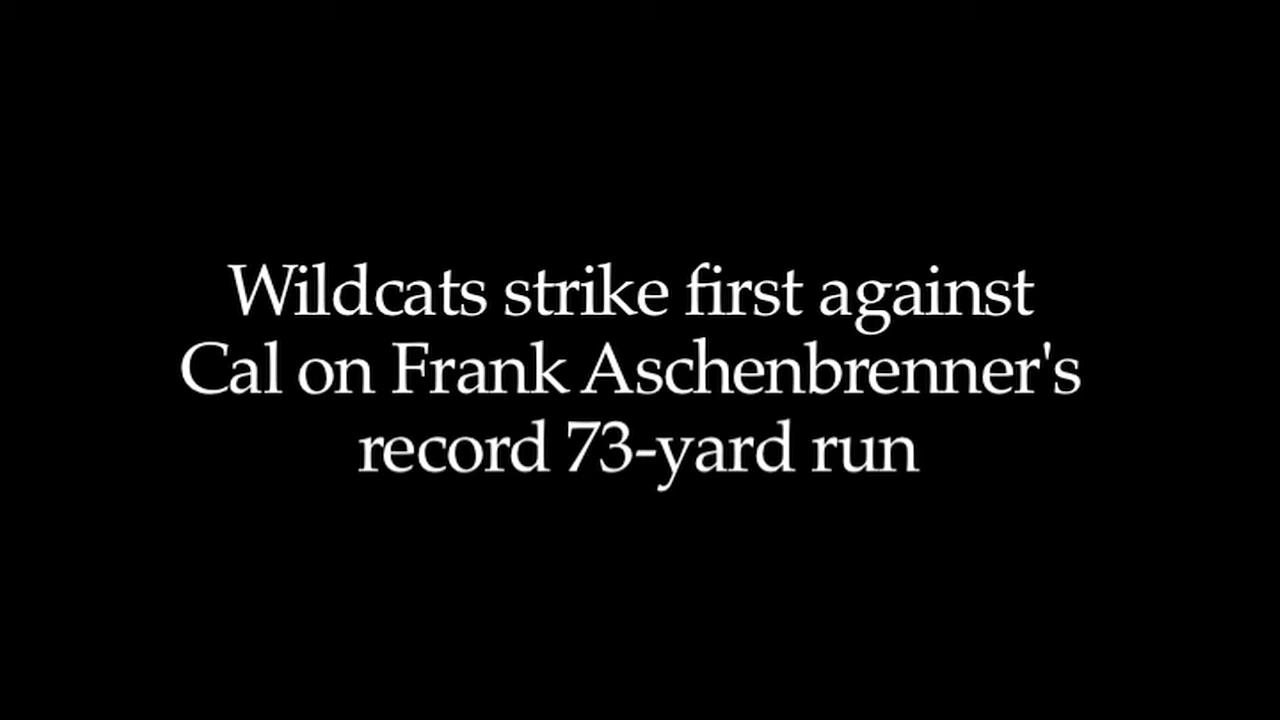 Wildcats strike first against
Cal on Frank Aschenbrenner's
record 73-yard run